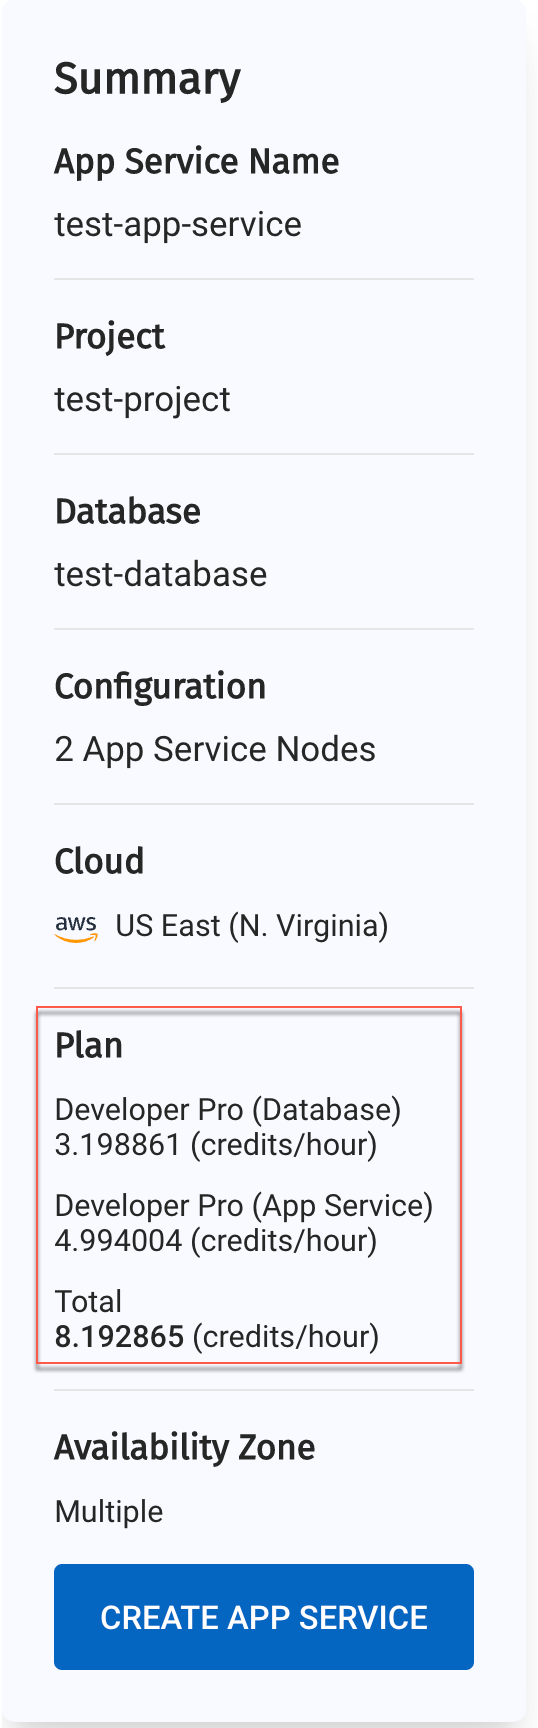 Summary
App Service Name
test-app-service
Project
test-project
Database
test-database
Configuration
2 App Service Nodes
Cloud
aws US East (N. Virginia)
Plan
Developer Pro (Database)
3.198861 (credits/hour)
Developer Pro (App Service)
4.994004 (credits/hour)
Total
8.192865 (credits/hour)
Availability Zone
Multiple
CREATE APP SERVICE